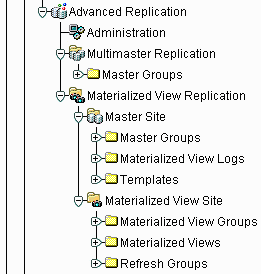 Advanced Replication
Administration
Multimaster Replication
Master Groups
Materialized View Replication
Master Site
Master Groups
Materialized View Logs
Templates
Materialized View Site
Materialized View Groups
Materialized Views
Refresh Groups